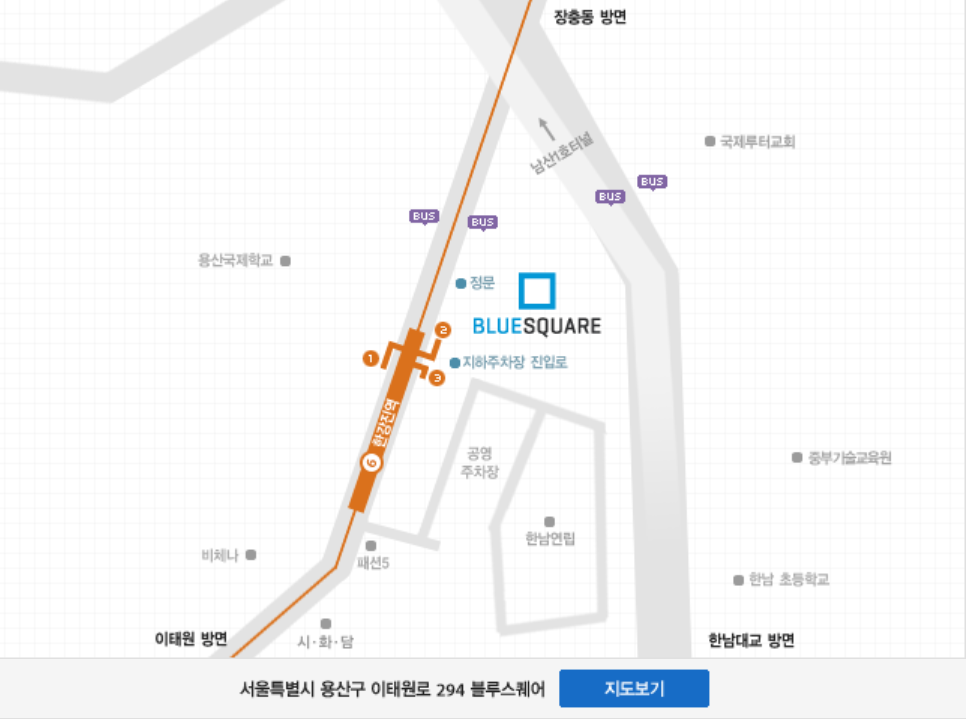 장충동 방면
남산1호터널
국제루터교회
BUS
BUS
BUS
BUS
용산국제학교
정문
BLUESQUARE
2
1
지하주차장 진입로
3
한강진역
6
공영
주차장
중부기술교육원
한남연립
비체나
패션5
한남 초등학교
이태원 방면
시·화·담
한남대교 방면
서울특별시 용산구 이태원로 294 블루스퀘어
지도보기